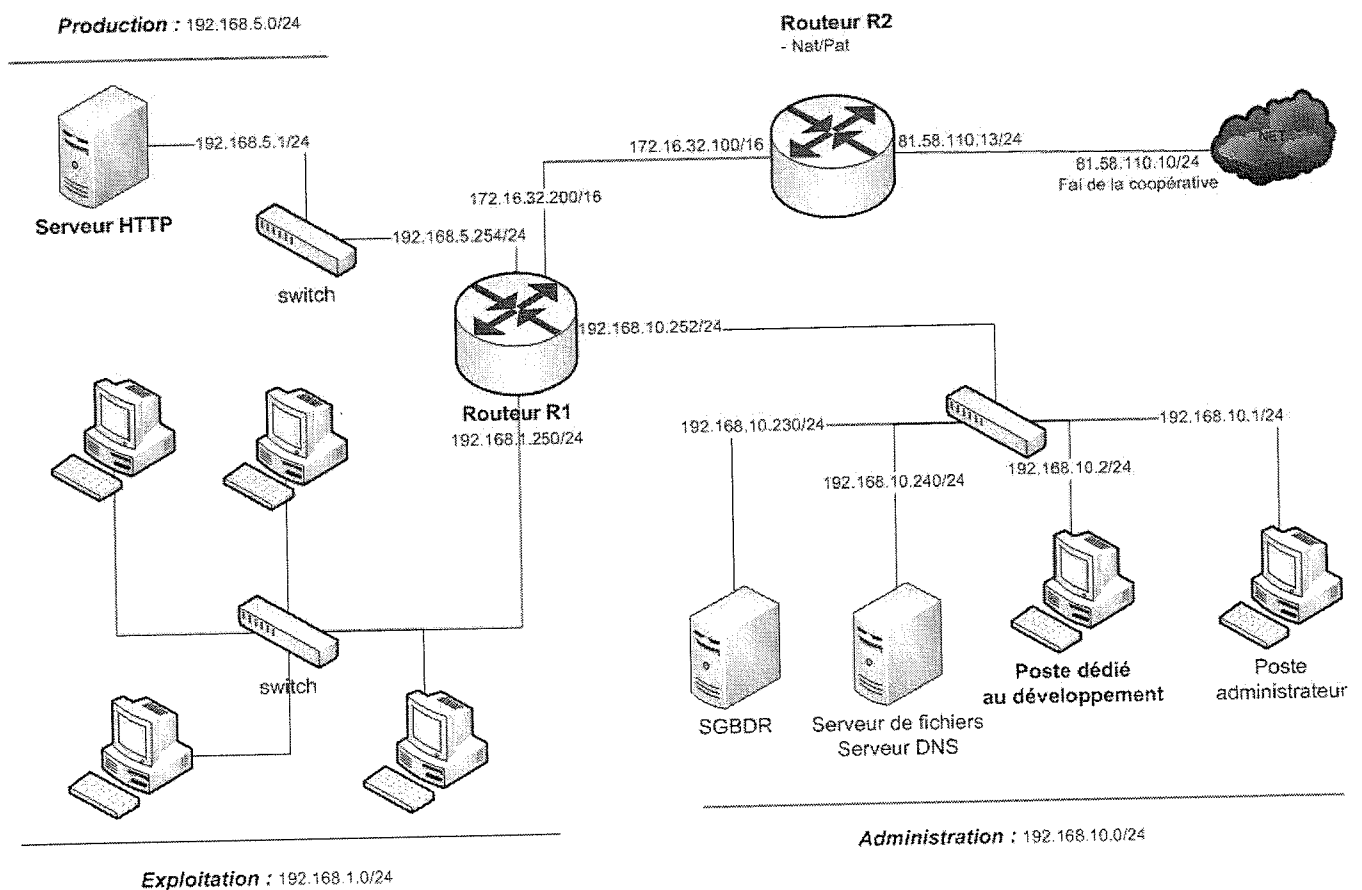 Production : 192.168.5.0/24
Routeur R2
- Nat/Pat
192.168.5.1/24
Serveur HTTP
switch
192.168.5.254/24
172.16.32.200/16
172.16.32.100/16
81.58.110.13/24
NET
81.58.110.10/24
Fai de la coopérative
Routeur R1
192.168.1.250/24
192.168.10.252/24
192.168.10.230/24
192.168.10.240/24
192.168.10.2/24
192.168.10.1/24
switch
SGBDR
Serveur de fichiers
Serveur DNS
Poste dédié
au développement
Poste
administrateur
Administration : 192.168.10.0/24
Exploitation : 192.168.1.0/24